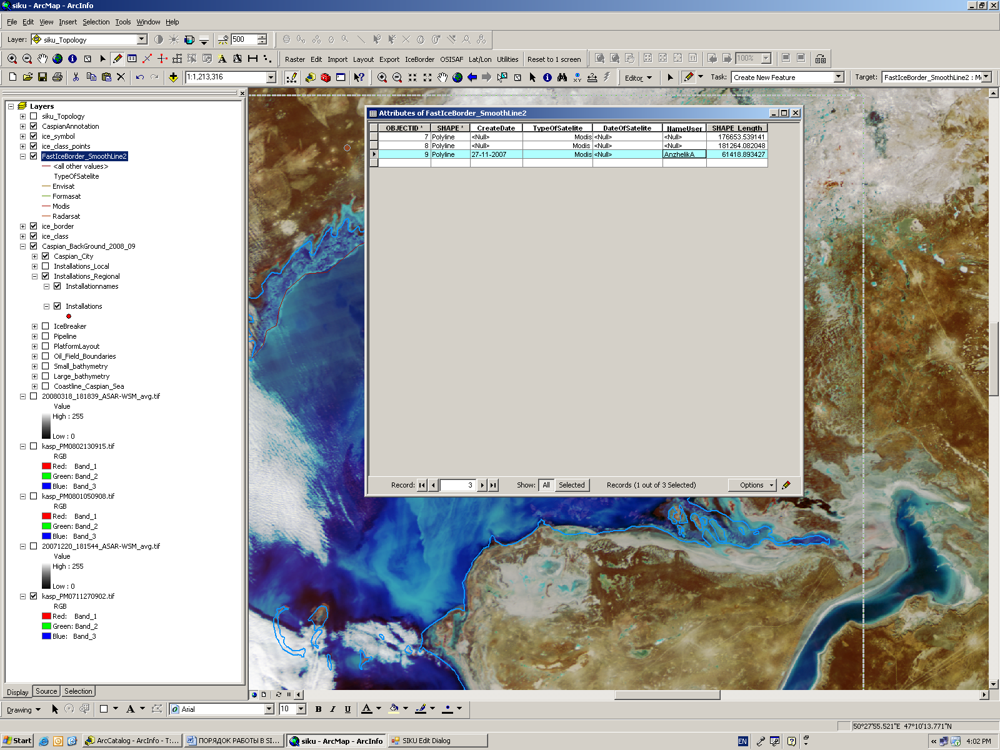 siku - ArcMap - ArcInfo
File Edit View Insert Selection Tools Window Help
Layer: siku_Topology 500
Raster Edit Import Layout Export IceBorder OSISAF Lat/Lon Utilities Reset to 1 screen 100%
1:1,213,316 Editor Task: Create New Feature Target: FastIceBorder_SmoothLine2 : M
Layers
siku_Topology
CaspianAnnotation
ice_symbol
ice_class_points
FastIceBorder_SmoothLine2
<all other values>
TypeOfSatelite
Envisat
Formasat
Modis
Radarsat
ice_border
ice_class
Caspian_BackGround_2008_09
Caspian_City
Installations_Local
Installations_Regional
Installationnames
Installations
IceBreaker
Pipeline
PlatformLayout
Oil_Field_Boundaries
Small_bathymetry
Large_bathymetry
Coastline_Caspian_Sea
20080318_181839_ASAR-WSM_avg.tif
Value
High : 255
Low : 0
kasp_PM0802130915.tif
RGB
Red: Band_1
Green: Band_2
Blue: Band_3
kasp_PM0801050908.tif
RGB
Red: Band_1
Green: Band_2
Blue: Band_3
20071220_181544_ASAR-WSM_avg.tif
Value
High : 255
Low : 0
kasp_PM0711270902.tif
RGB
Red: Band_1
Green: Band_2
Blue: Band_3
Display Source Selection
Attributes of FastIceBorder_SmoothLine2
OBJECTID * SHAPE * CreateDate TypeOfSatelite DateOfSatelite NameUser SHAPE_Length
7 Polyline <Null> Modis <Null> <Null> 176653.539141
8 Polyline <Null> Modis <Null> <Null> 181264.082048
9 Polyline 27-11-2007 Modis <Null> AnzhelikA 61418.893427
Record: 3 Show: All Selected Records (1 out of 3 Selected) Options
Drawing A Arial 10 B I U A
50°27'55.521"E 47°10'13.771"N
Start ArcCatalog - ArcInfo - T:... ПОРЯДОК РАБОТЫ В SI... siku - ArcMap - ArcInfo SIKU Edit Dialog EN 4:02 PM